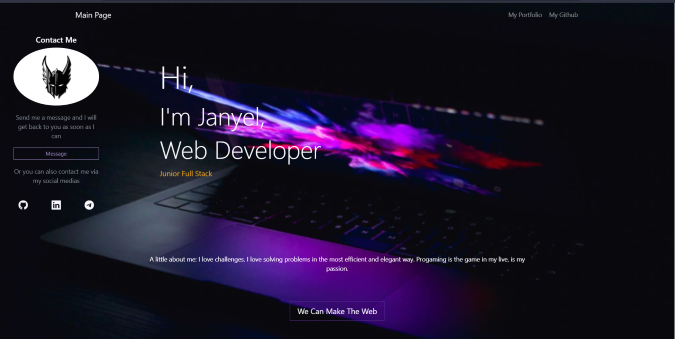 Main Page
My Portfolio My Github
Contact Me
Send me a message and I will
get back to you as soon as I
can
Message
Or you can also contact me via
my social medias.
Hi,
I'm Janyel,
Web Developer
Junior Full Stack
A little about me: I love challenges, I love solving problems in the most efficient and elegant way. Progaming is the game in my live, is my
passion.
We Can Make The Web